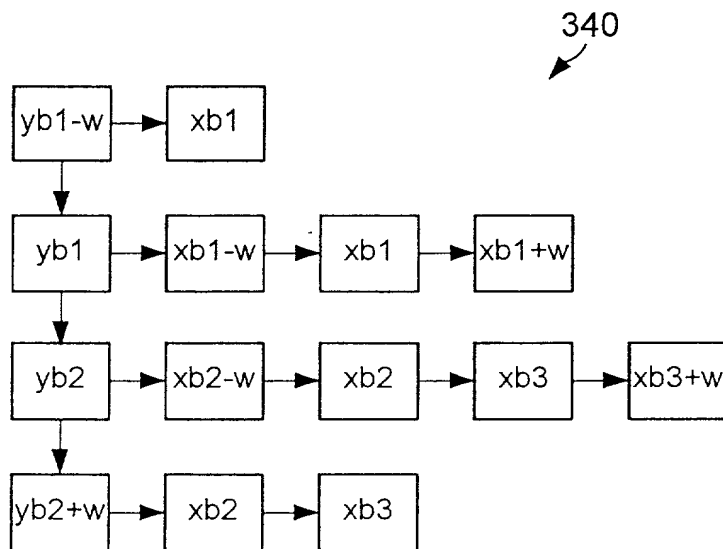 340
yb1-w xb1
yb1 xb1-w xb1 xb1+w
yb2 xb2-w xb2 xb3 xb3+w
yb2+w xb2 xb3